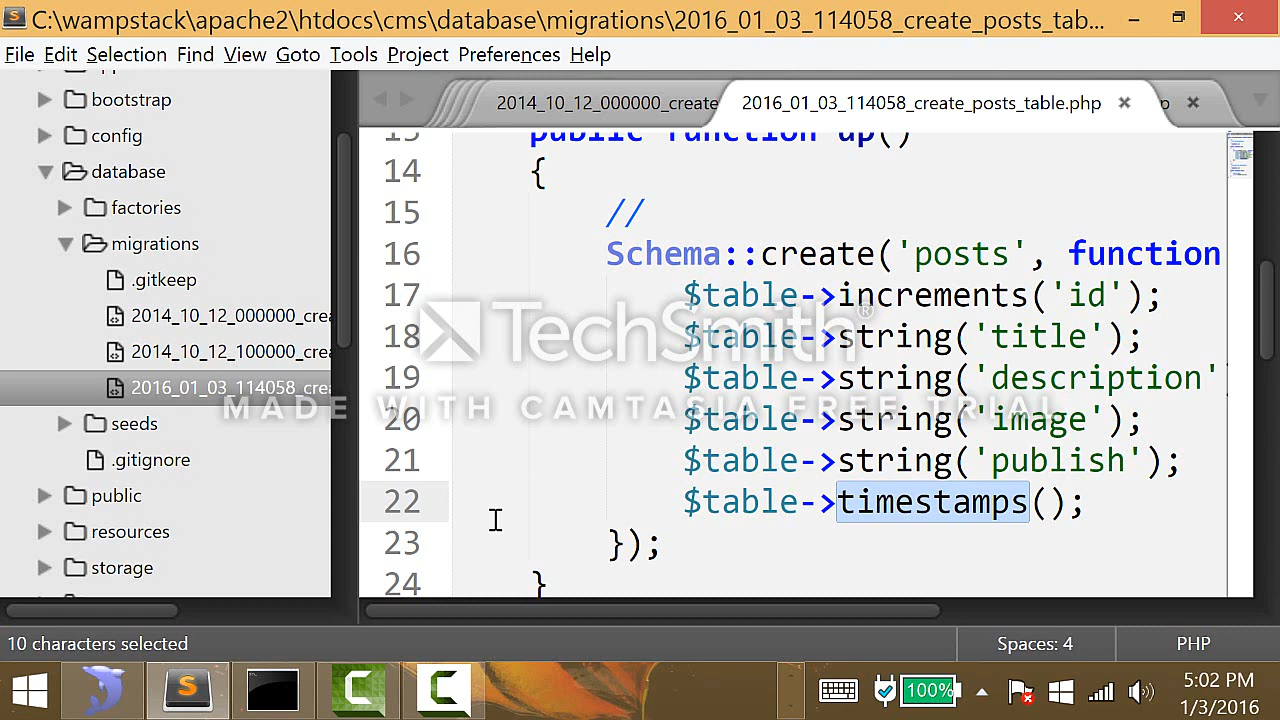 C:\wampstack\apache2\htdocs\cms\database\migrations\2016_01_03_114058_create_posts_tab...
File Edit Selection Find View Goto Tools Project Preferences Help
2014_10_12_000000_create
2016_01_03_114058_create_posts_table.php
bootstrap
config
database
factories
migrations
.gitkeep
2014_10_12_000000_crea
2014_10_12_100000_crea
2016_01_03_114058_crea
seeds
.gitignore
public
resources
storage
13 public function up()
14 {
15 //
16 Schema::create('posts', function
17 $table->increments('id');
18 $table->string('title');
19 $table->string('description'
20 $table->string('image');
21 $table->string('publish');
22 $table->timestamps();
23 });
24 }
TechSmith®
MADE WITH CAMTASIA FREE TRIAL
10 characters selected
Spaces: 4
PHP
100%
5:02 PM
1/3/2016